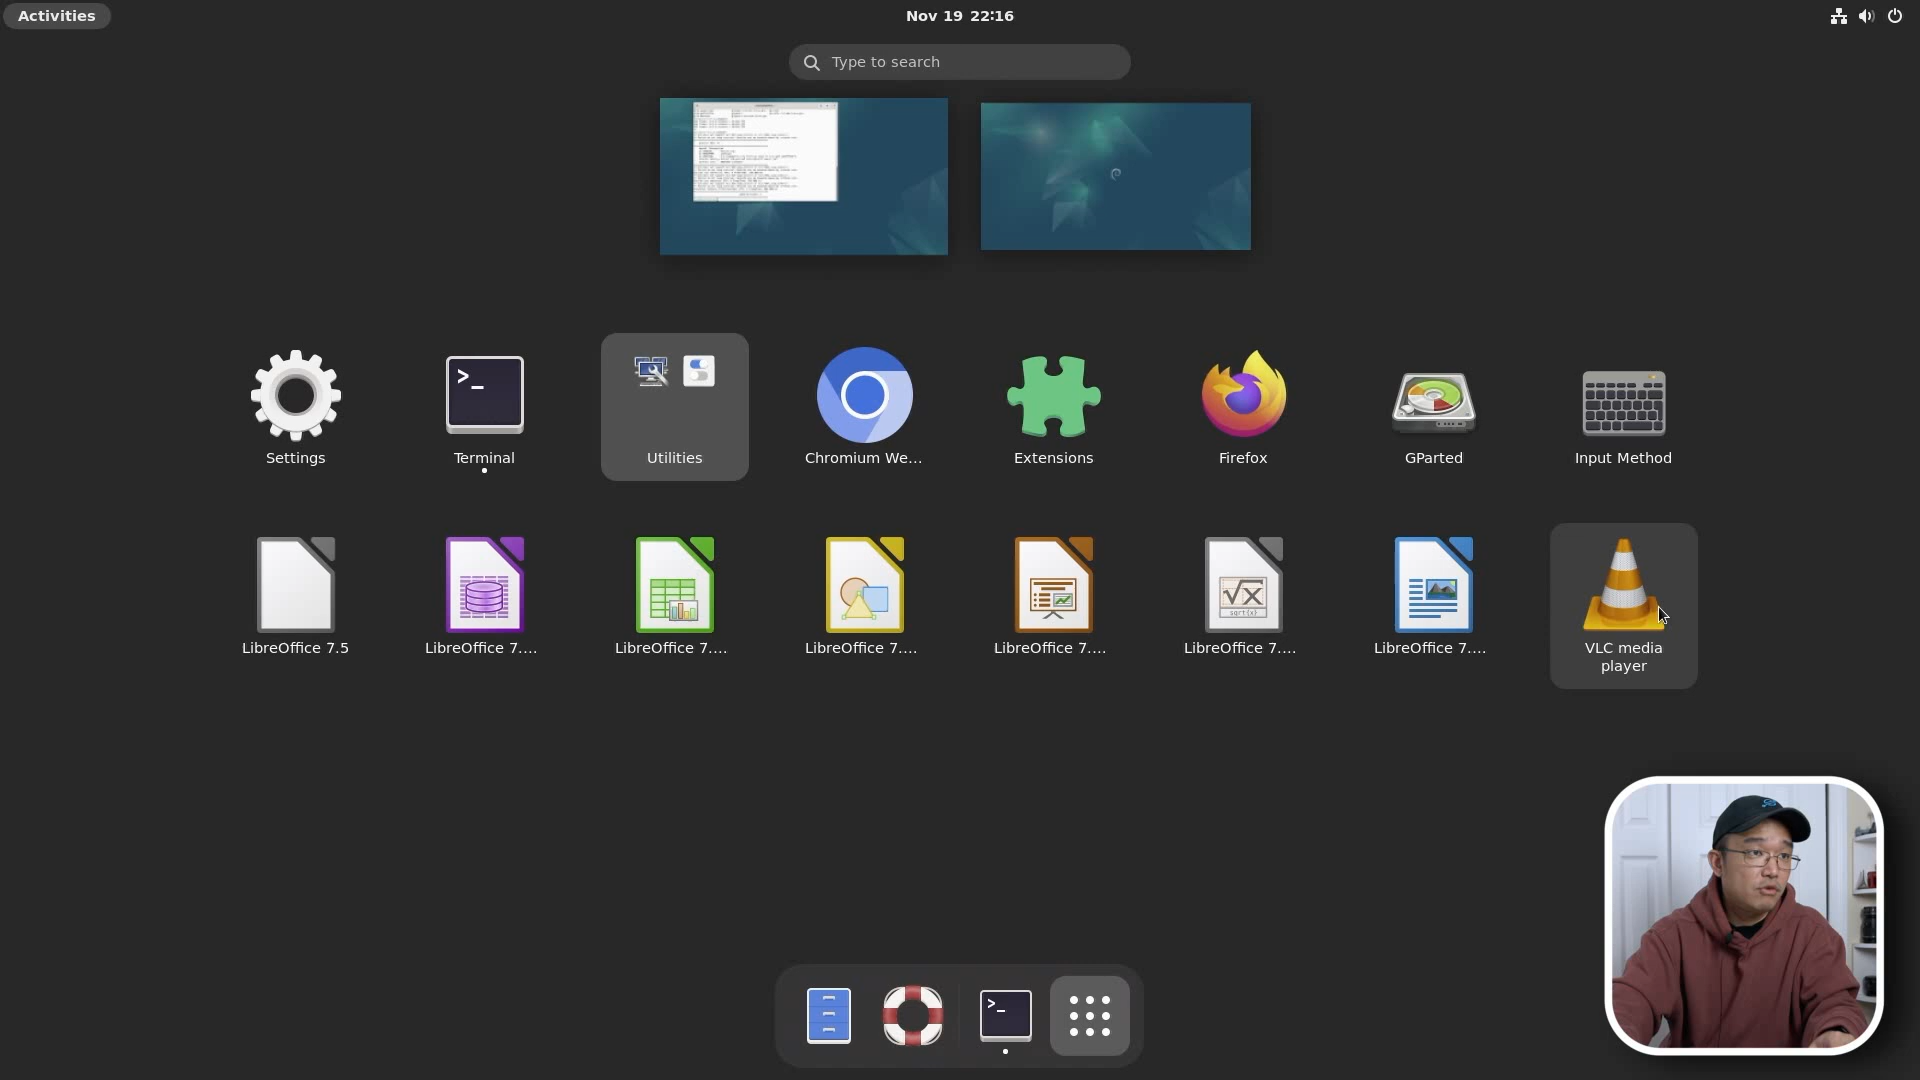 Activities
Nov 19 22:16
Type to search
Settings
Terminal
Utilities
Chromium We...
Extensions
Firefox
GParted
Input Method
LibreOffice 7.5
LibreOffice 7....
LibreOffice 7....
LibreOffice 7....
LibreOffice 7....
LibreOffice 7....
LibreOffice 7....
VLC media
player
>_
sqrt{x}
>_